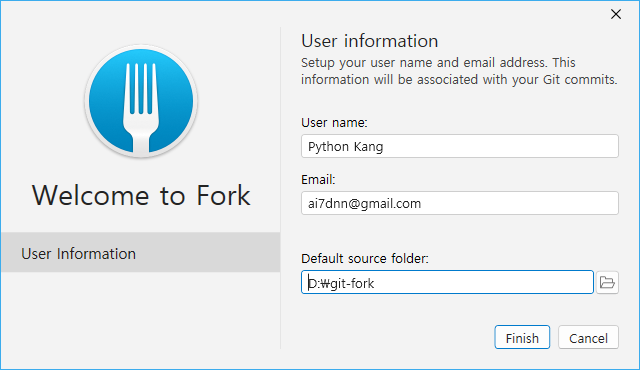 Welcome to Fork
User Information
User information
Setup your user name and email address. This
information will be associated with your Git commits.
User name:
Python Kang
Email:
ai7dnn@gmail.com
Default source folder:
D:₩git-fork
Finish
Cancel